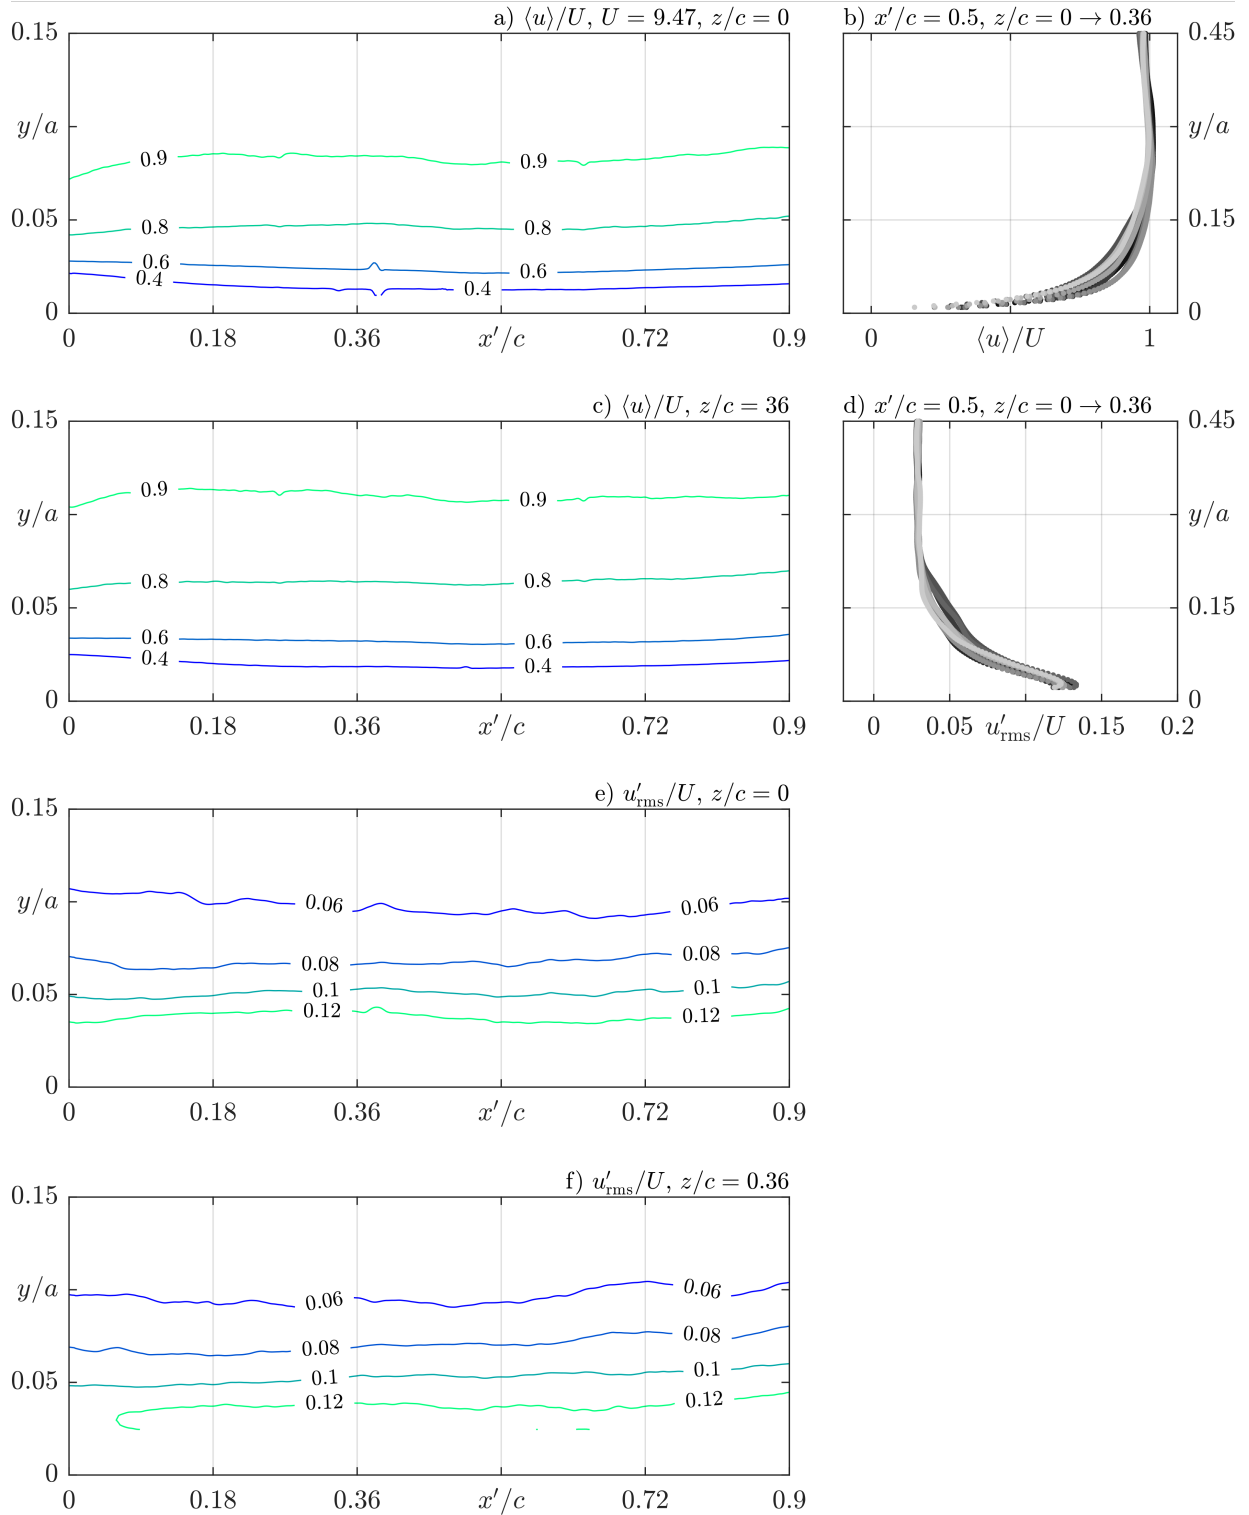 a) ⟨u⟩/U, U = 9.47, z/c = 0
0.15
y/a
0.05
0
0.9
0.9
0.8
0.8
0.6
0.6
0.4
0.4
0 0.18 0.36 x′/c 0.72 0.9
b) x′/c = 0.5, z/c = 0 → 0.36
0.45
y/a
0.15
0
0 ⟨u⟩/U 1
c) ⟨u⟩/U, z/c = 36
0.15
y/a
0.05
0
0.9
0.9
0.8
0.8
0.6
0.6
0.4
0.4
0 0.18 0.36 x′/c 0.72 0.9
d) x′/c = 0.5, z/c = 0 → 0.36
0.45
y/a
0.15
0
0 0.05 u′rms/U 0.15 0.2
e) u′rms/U, z/c = 0
0.15
y/a
0.05
0
0.06
0.06
0.08
0.08
0.1
0.1
0.12
0.12
0 0.18 0.36 x′/c 0.72 0.9
f) u′rms/U, z/c = 0.36
0.15
y/a
0.05
0
0.06
0.06
0.08
0.08
0.1
0.1
0.12
0.12
0 0.18 0.36 x′/c 0.72 0.9